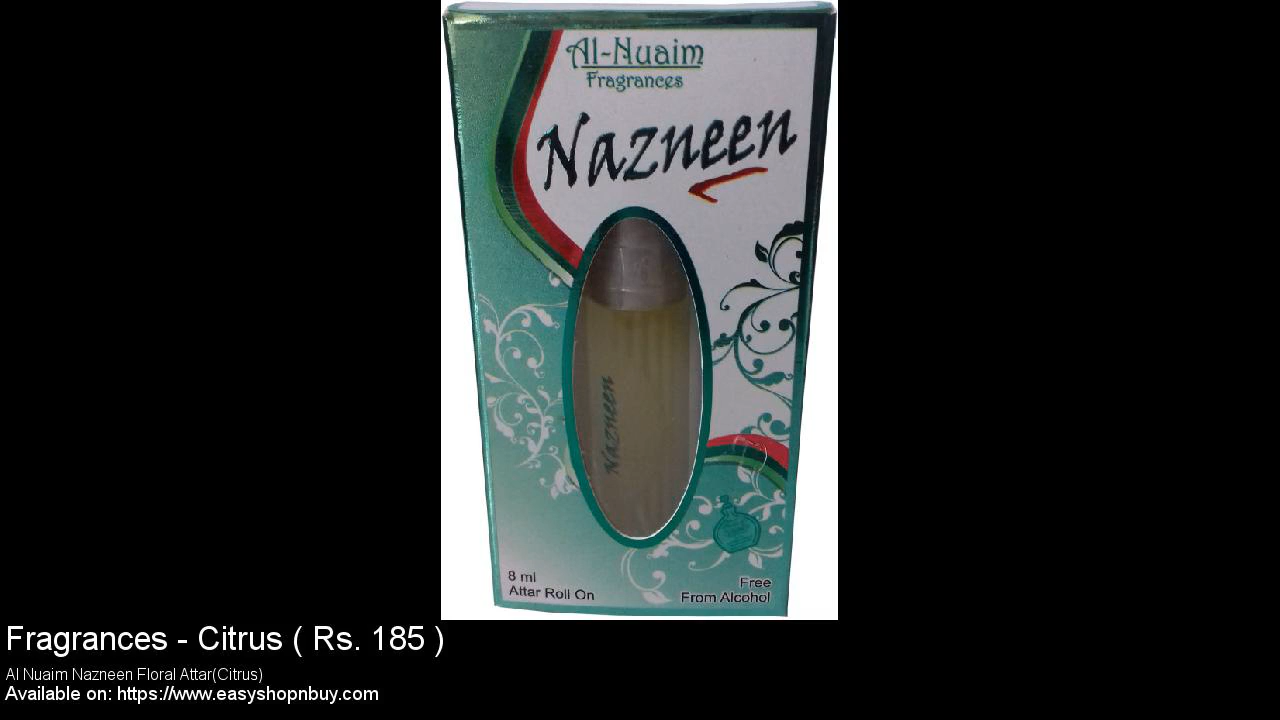 Al-Nuaim
Fragrances
Nazneen
Nazneen
8 ml
Attar Roll On
Free
From Alcohol
Fragrances - Citrus ( Rs. 185 )
Al Nuaim Nazneen Floral Attar(Citrus)
Available on: https://www.easyshopnbuy.com